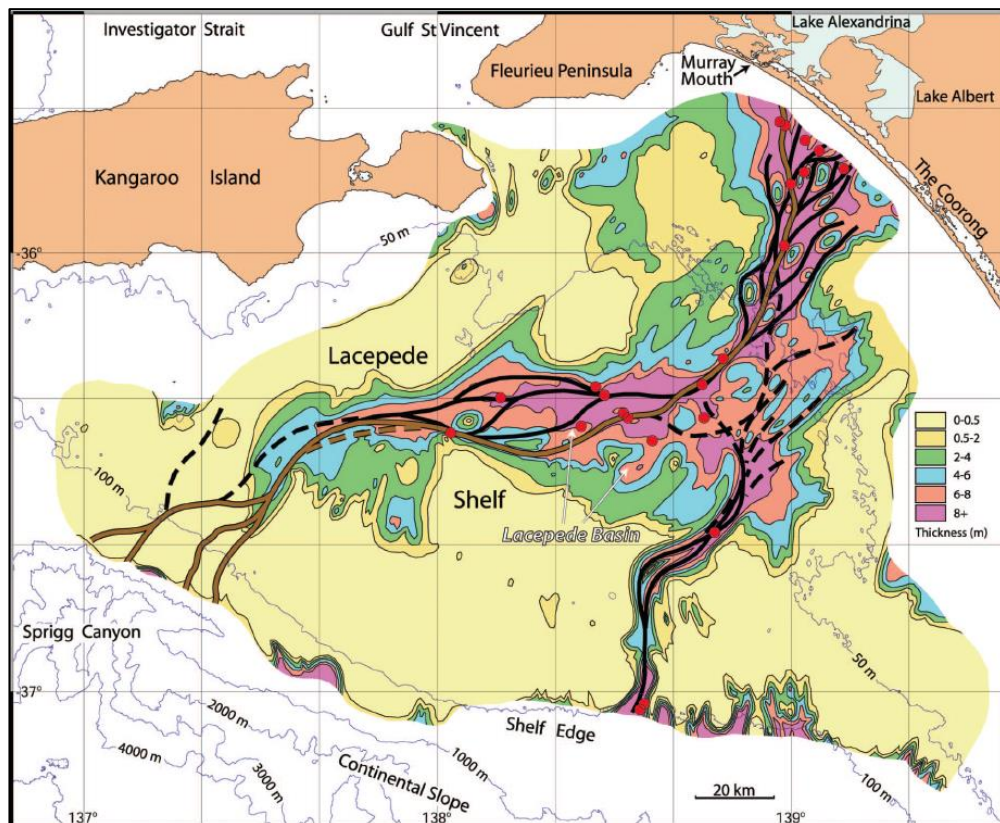 Investigator Strait
Gulf St Vincent
Lake Alexandrina
Fleurieu Peninsula
Murray
Mouth
Lake Albert
Kangaroo Island
The Coorong
50 m
-36°
Lacepede
100 m
Shelf
Lacepede Basin
0-0.5
0.5-2
2-4
4-6
6-8
8+
Thickness (m)
Sprigg Canyon
50 m
-37°
2000 m
1000 m
Shelf Edge
4000 m
3000 m
Continental Slope
100 m
20 km
137°
138°
139°